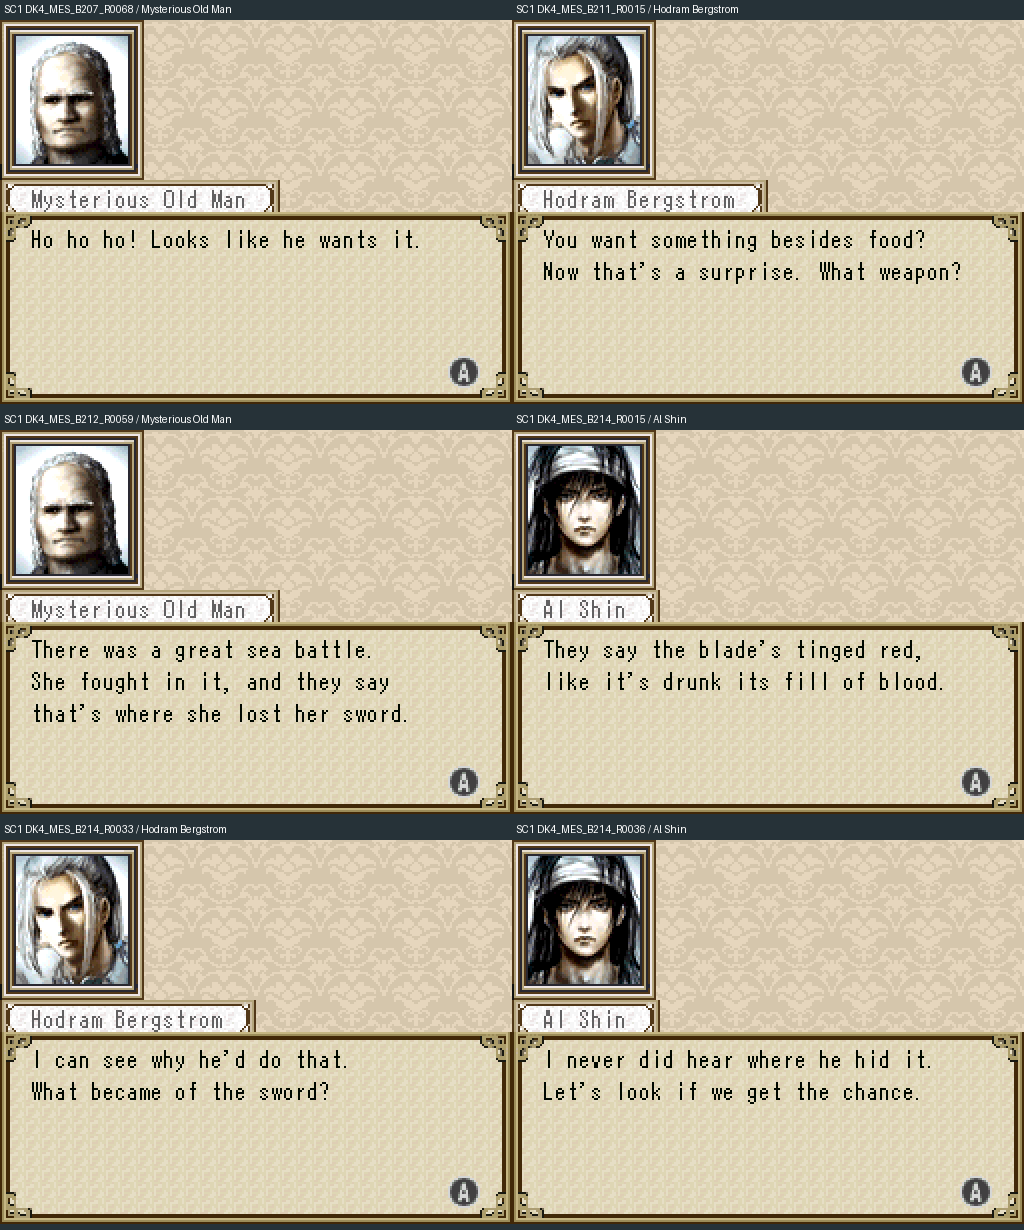 SC1 DK4_MES_B207_R0068 / Mysterious Old Man
Mysterious Old Man
Ho ho ho! Looks like he wants it.
A
SC1 DK4_MES_B211_R0015 / Hodram Bergstrom
Hodram Bergstrom
You want something besides food?
Now that's a surprise. What weapon?
A
SC1 DK4_MES_B212_R0059 / Mysterious Old Man
Mysterious Old Man
There was a great sea battle.
She fought in it, and they say
that's where she lost her sword.
A
SC1 DK4_MES_B214_R0015 / Al Shin
Al Shin
They say the blade's tinged red,
like it's drunk its fill of blood.
A
SC1 DK4_MES_B214_R0033 / Hodram Bergstrom
Hodram Bergstrom
I can see why he'd do that.
What became of the sword?
A
SC1 DK4_MES_B214_R0036 / Al Shin
Al Shin
I never did hear where he hid it.
Let's look if we get the chance.
A